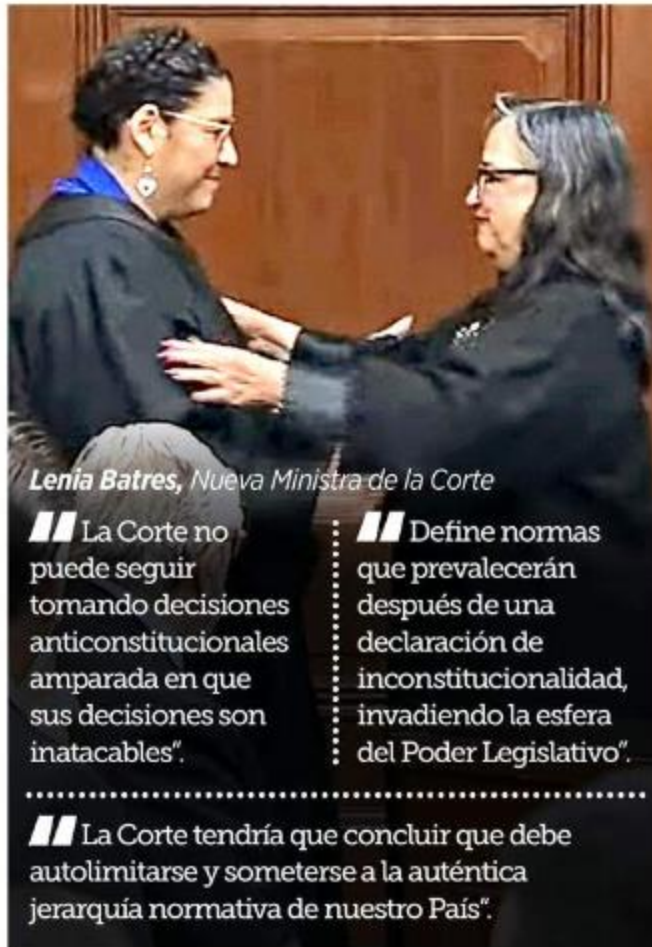 Lenia Batres, Nueva Ministra de la Corte
La Corte no
puede seguir
tomando decisiones
anticonstitucionales
amparada en que
sus decisiones son
inatacables”.
Define normas
que prevalecerán
después de una
declaración de
inconstitucionalidad,
invadiendo la esfera
del Poder Legislativo”.
La Corte tendría que concluir que debe
autolimitarse y someterse a la auténtica
jerarquía normativa de nuestro País”.